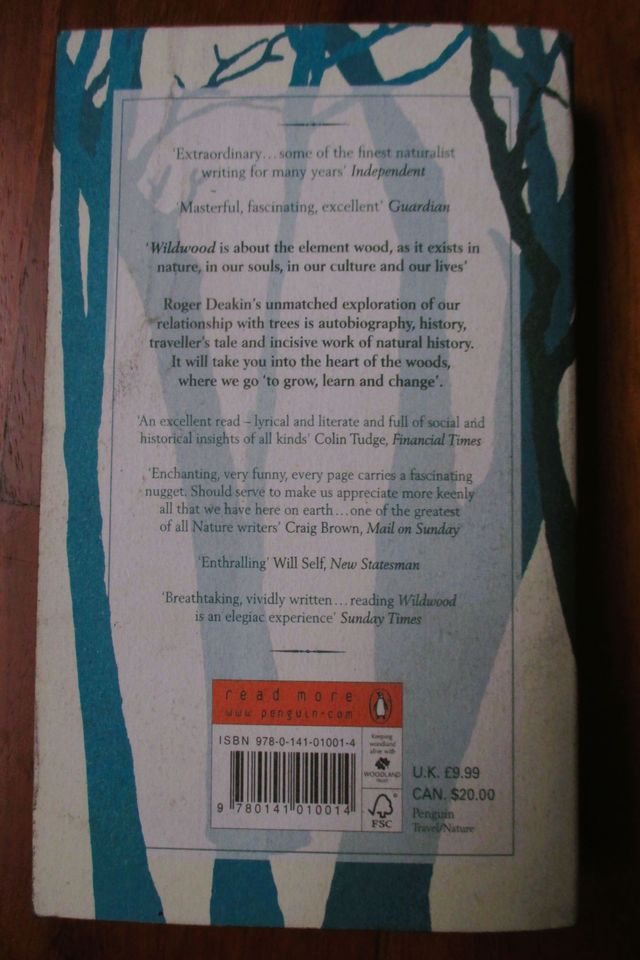 'Extraordinary... some of the finest naturalist
writing for many years' Independent
'Masterful, fascinating, excellent' Guardian
'Wildwood is about the element wood, as it exists in
nature, in our souls, in our culture and our lives'
Roger Deakin's unmatched exploration of our
relationship with trees is autobiography, history,
traveller's tale and incisive work of natural history.
It will take you into the heart of the woods,
where we go 'to grow, learn and change'.
'An excellent read – lyrical and literate and full of social and
historical insights of all kinds' Colin Tudge, Financial Times
'Enchanting, very funny, every page carries a fascinating
nugget. Should serve to make us appreciate more keenly
all that we have here on earth... one of the greatest
of all Nature writers' Craig Brown, Mail on Sunday
'Enthralling' Will Self, New Statesman
'Breathtaking, vividly written... reading Wildwood
is an elegiac experience' Sunday Times
read more
www.penguin.com
ISBN 978-0-141-01001-4
9 780141 010014
Keeping
woodland
alive with
WOODLAND
TRUST
FSC
U.K. £9.99
CAN. $20.00
Penguin
Travel/Nature